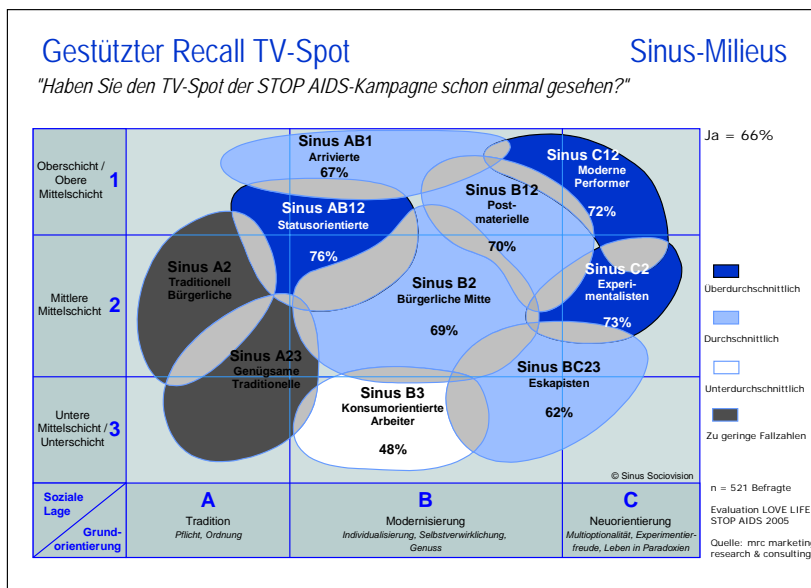 Gestützter Recall TV-Spot
Sinus-Milieus
"Haben Sie den TV-Spot der STOP AIDS-Kampagne schon einmal gesehen?"
Ja = 66%
Oberschicht /
Obere
Mittelschicht
1
Mittlere
Mittelschicht
2
Untere
Mittelschicht /
Unterschicht
3
Sinus AB1
Arrivierte
67%
Sinus C12
Moderne
Performer
72%
Sinus B12
Post-
materielle
70%
Sinus AB12
Statusorientierte
76%
Sinus A2
Traditionell
Bürgerliche
Sinus B2
Bürgerliche Mitte
69%
Sinus C2
Experi-
mentalisten
73%
Sinus A23
Genügsame
Traditionelle
Sinus BC23
Eskapisten
62%
Sinus B3
Konsumorientierte
Arbeiter
48%
© Sinus Sociovision
Überdurchschnittlich
Durchschnittlich
Unterdurchschnittlich
Zu geringe Fallzahlen
Soziale
Lage
Grund-
orientierung
A
Tradition
Pflicht, Ordnung
B
Modernisierung
Individualisierung, Selbstverwirklichung,
Genuss
C
Neuorientierung
Multioptionalität, Experimentier-
freude, Leben in Paradoxien
n = 521 Befragte
Evaluation LOVE LIFE
STOP AIDS 2005
Quelle: mrc marketing
research & consulting